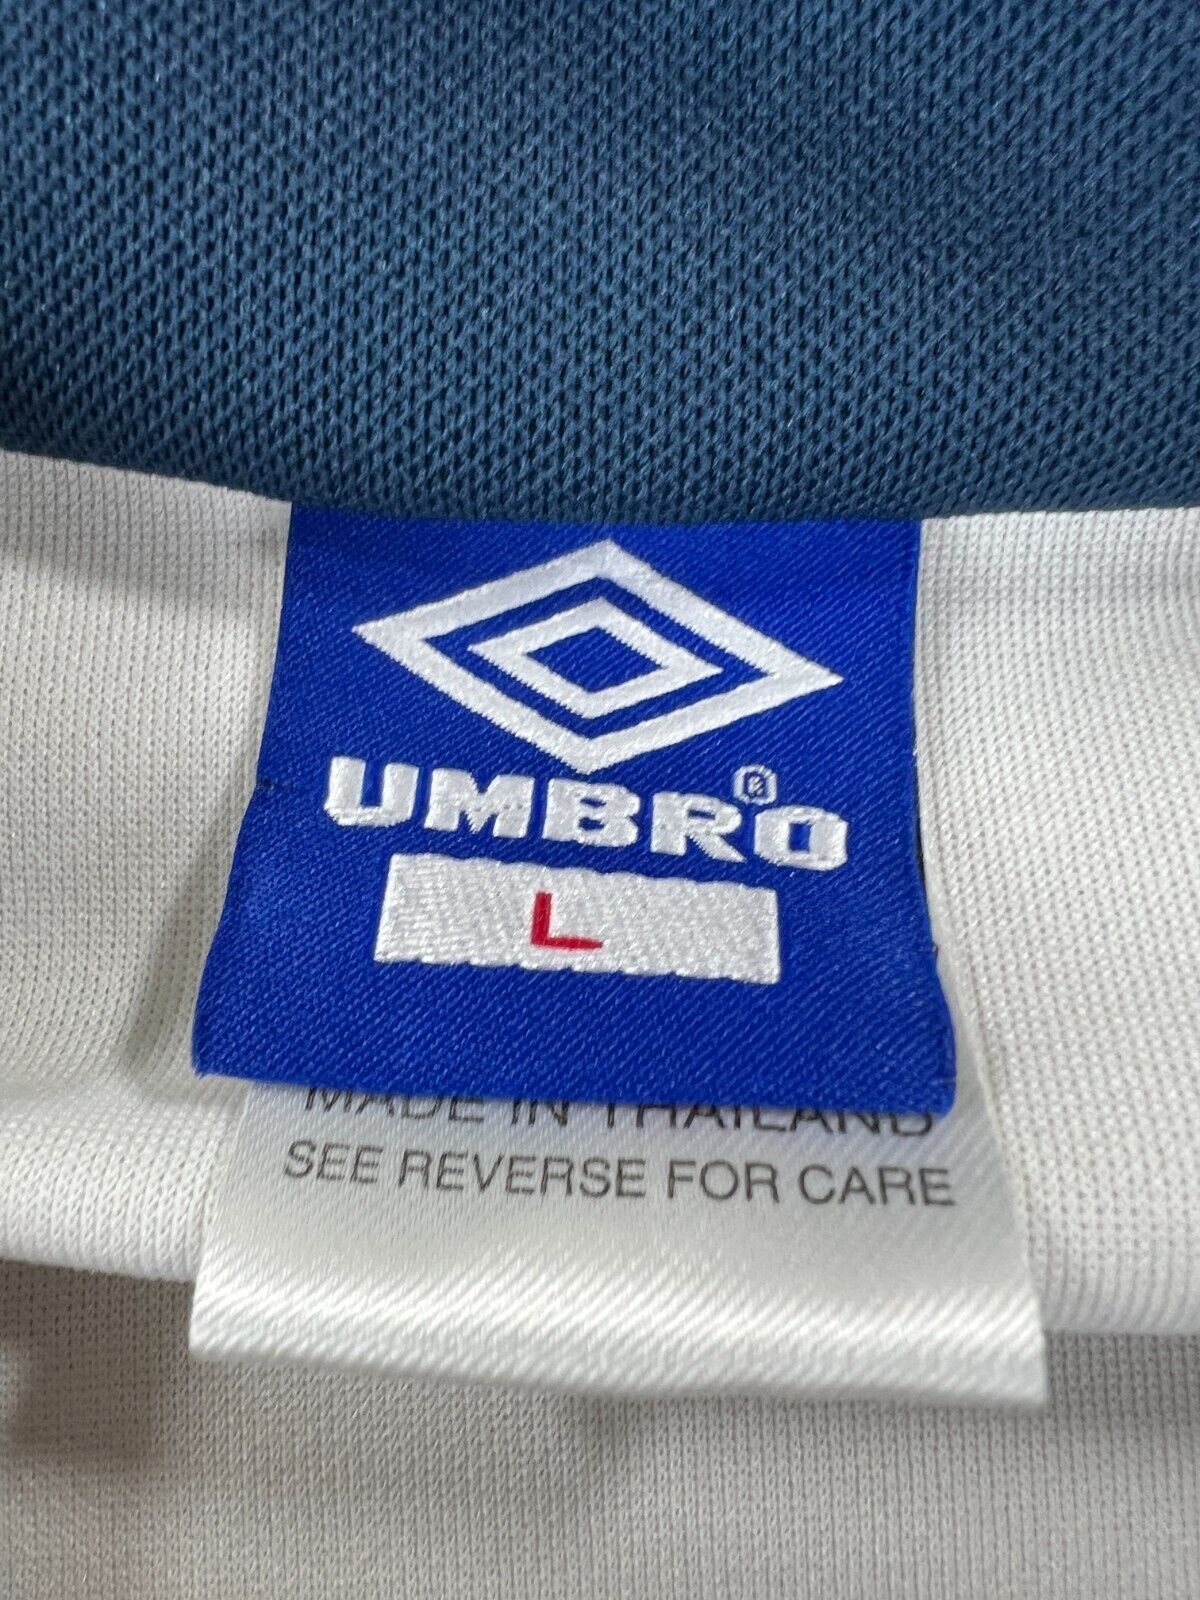 UMBRO®
L
MADE IN THAILAND
SEE REVERSE FOR CARE